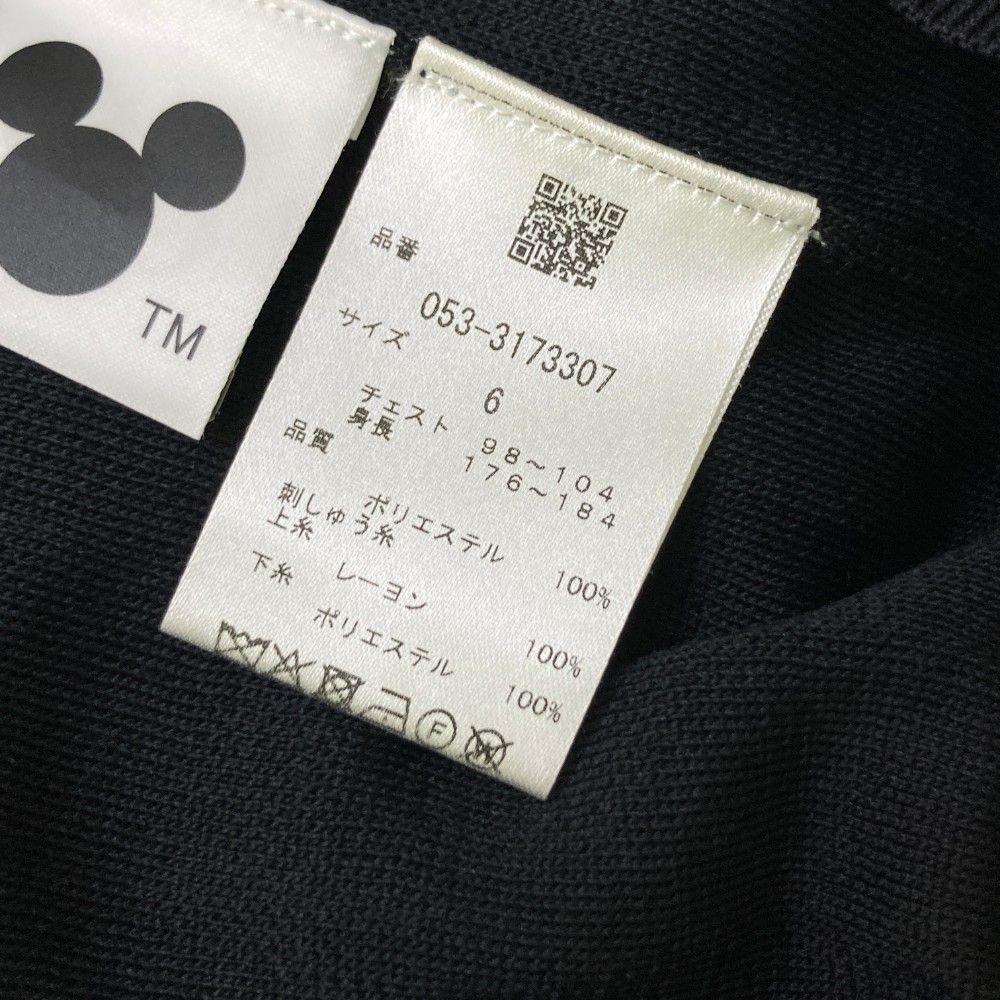 TM
品番
053-3173307
サイズ
6
チェスト 98～104
身長 176～184
品質
ポリエステル 100%
刺しゅう糸
上糸 レーヨン 100%
下糸 ポリエステル 100%
F
W